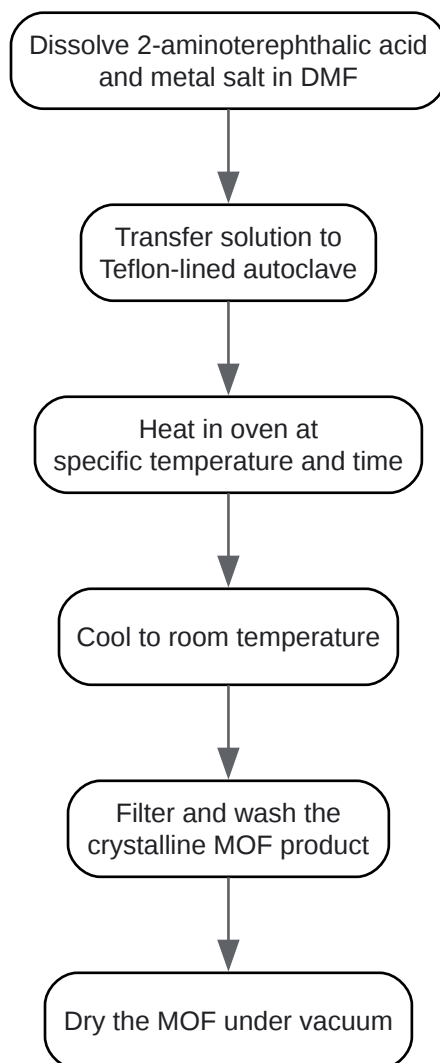 Dissolve 2-aminoterephthalic acid
and metal salt in DMF
Transfer solution to
Teflon-lined autoclave
Heat in oven at
specific temperature and time
Cool to room temperature
Filter and wash the
crystalline MOF product
Dry the MOF under vacuum